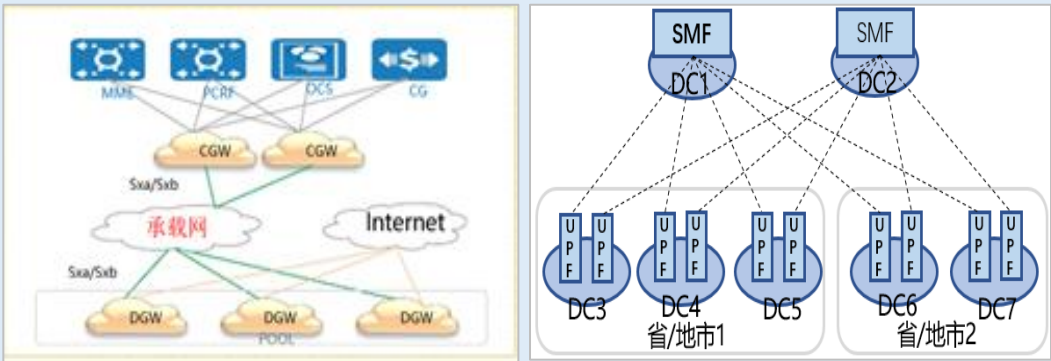 MME PCRF OCS CG
CGW CGW
Sxa/Sxb
承载网 Internet
Sxa/Sxb
DGW DGW DGW
POOL
SMF SMF
DC1 DC2
UPF UPF UPF UPF UPF UPF UPF UPF UPF UPF
DC3 DC4 DC5 DC6 DC7
省/地市1 省/地市2